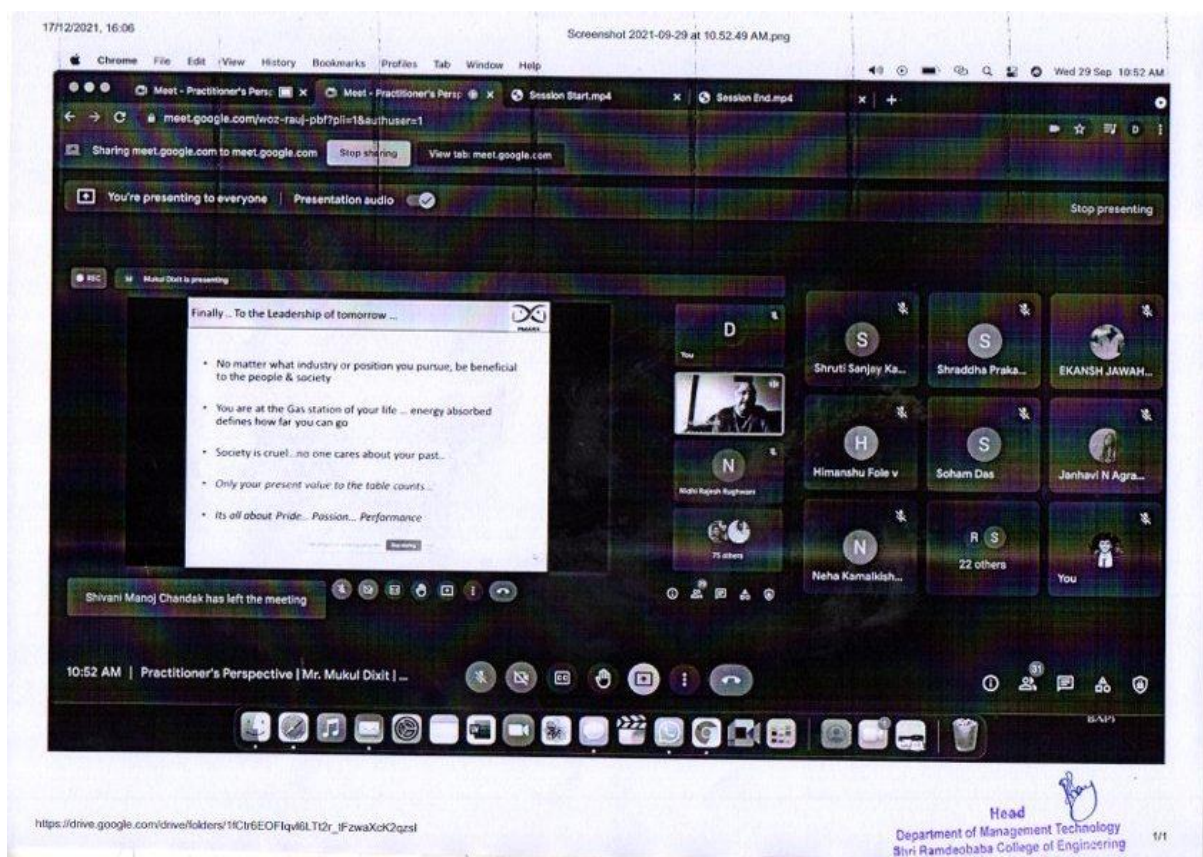 17/12/2021, 16:06
Screenshot 2021-09-29 at 10.52.49 AM.png
Chrome File Edit View History Bookmarks Profiles Tab Window Help
Wed 29 Sep 10:52 AM
Meet - Practitioner's Persp
Meet - Practitioner's Persp
Session Start.mp4
Session End.mp4
meet.google.com/woz-rauj-pbf?pli=1&authuser=1
D
Sharing meet.google.com to meet.google.com
Stop sharing
View tab: meet.google.com
You're presenting to everyone
Presentation audio
Stop presenting
REC
M Mukul Dixit is presenting
Finally .. To the Leadership of tomorrow ...
• No matter what industry or position you pursue, be beneficial
to the people & society
• You are at the Gas station of your life ... energy absorbed
defines how far you can go
• Society is cruel...no one cares about your past..
• Only your present value to the table counts...
• Its all about Pride... Passion... Performance
D
You
N
Nidhi Rajesh Rughwani
75 others
S
Shruti Sanjay Ka...
S
Shraddha Praka...
EKANSH JAWAH...
H
Himanshu Fole v
S
Soham Das
Janhavi N Agra...
N
Neha Kamalkish...
R S
22 others
You
Shivani Manoj Chandak has left the meeting
10:52 AM | Practitioner's Perspective | Mr. Mukul Dixit | ...
CC
31
https://drive.google.com/drive/folders/
Head
Department of Management Technology
Shri Ramdeobaba College of Engineering
1/1